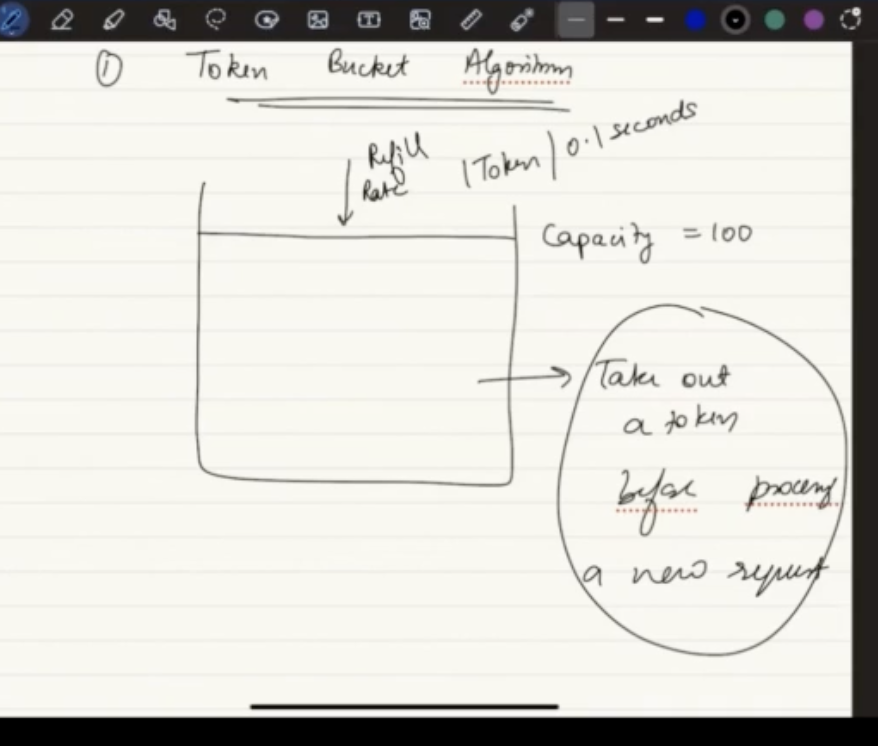 ① Token Bucket Algorithm
Refill
Rate
1 Token / 0.1 seconds
Capacity = 100
Take out
a token
before processing
a new request